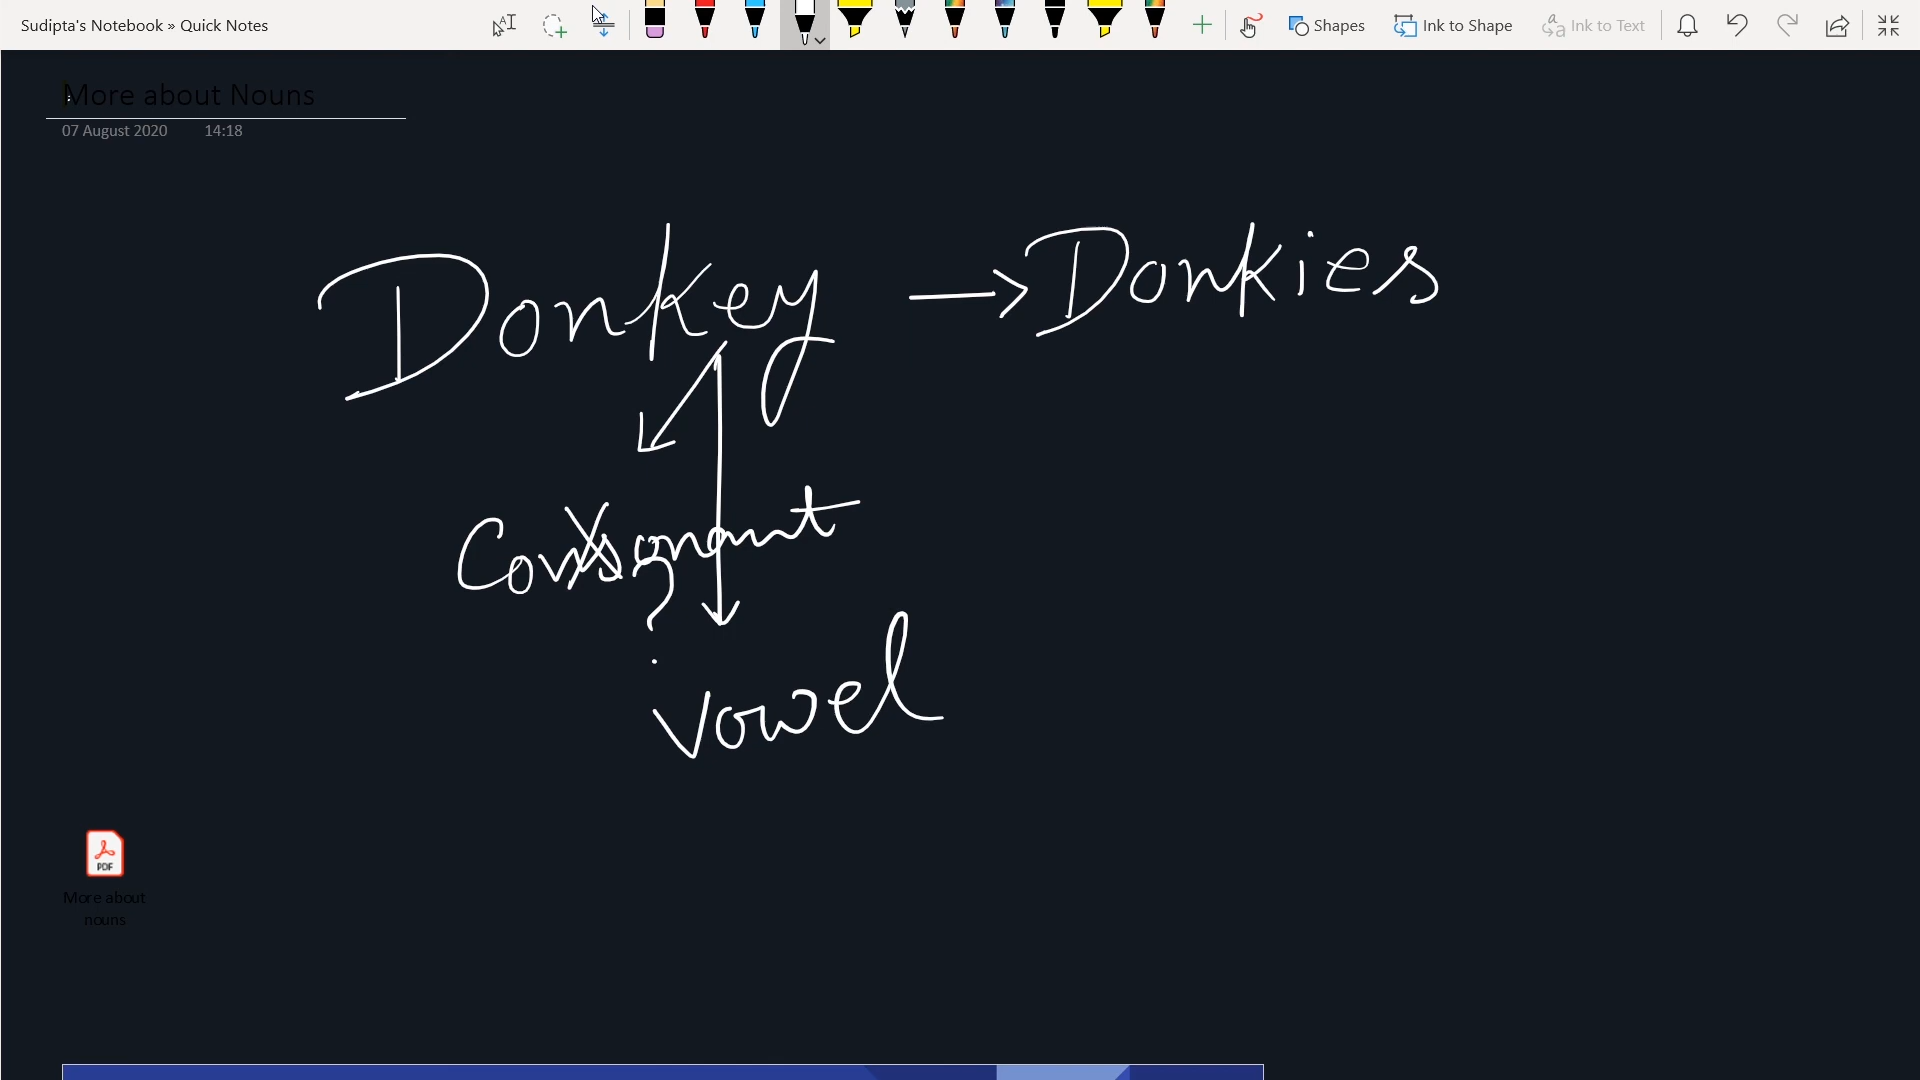 Sudipta's Notebook » Quick Notes
Shapes
Ink to Shape
Ink to Text
More about Nouns
07 August 2020 14:18
Donkey → Donkies
Consonant
vowel
PDF
More about
nouns